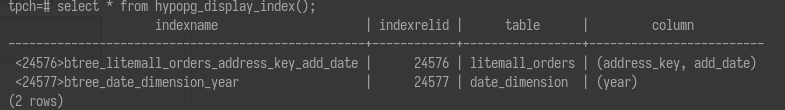 tpch=# select * from hypopg_display_index();
indexname | indexrelid | table | column
-----------------------------------------------+------------+-----------------+-------------------------
<24576>btree_litemall_orders_address_key_add_date | 24576 | litemall_orders | (address_key, add_date)
<24577>btree_date_dimension_year | 24577 | date_dimension | (year)
(2 rows)